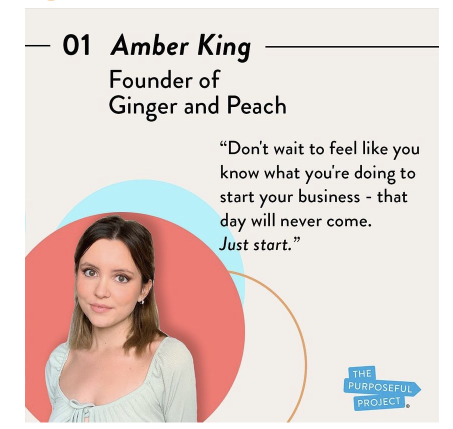 01 Amber King
Founder of
Ginger and Peach
“Don't wait to feel like you
know what you're doing to
start your business - that
day will never come.
Just start.”
THE
PURPOSEFUL
PROJECT